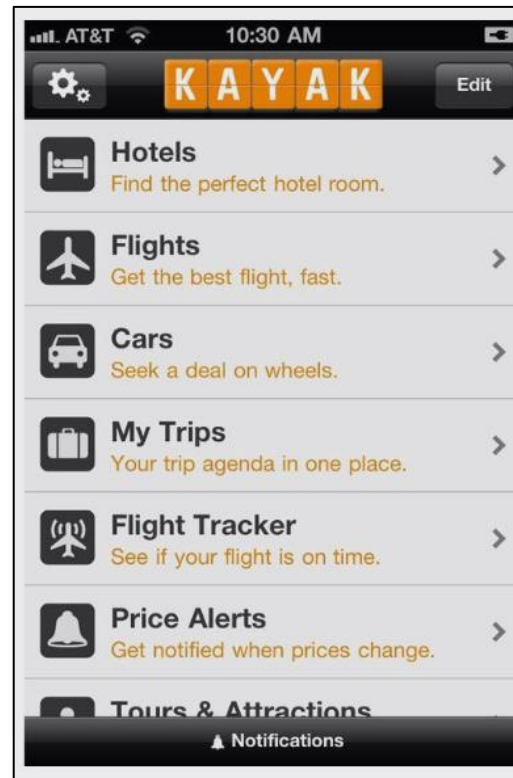 AT&T 10:30 AM
KAYAK
Edit
Hotels
Find the perfect hotel room.
Flights
Get the best flight, fast.
Cars
Seek a deal on wheels.
My Trips
Your trip agenda in one place.
Flight Tracker
See if your flight is on time.
Price Alerts
Get notified when prices change.
Tours & Attractions
Notifications